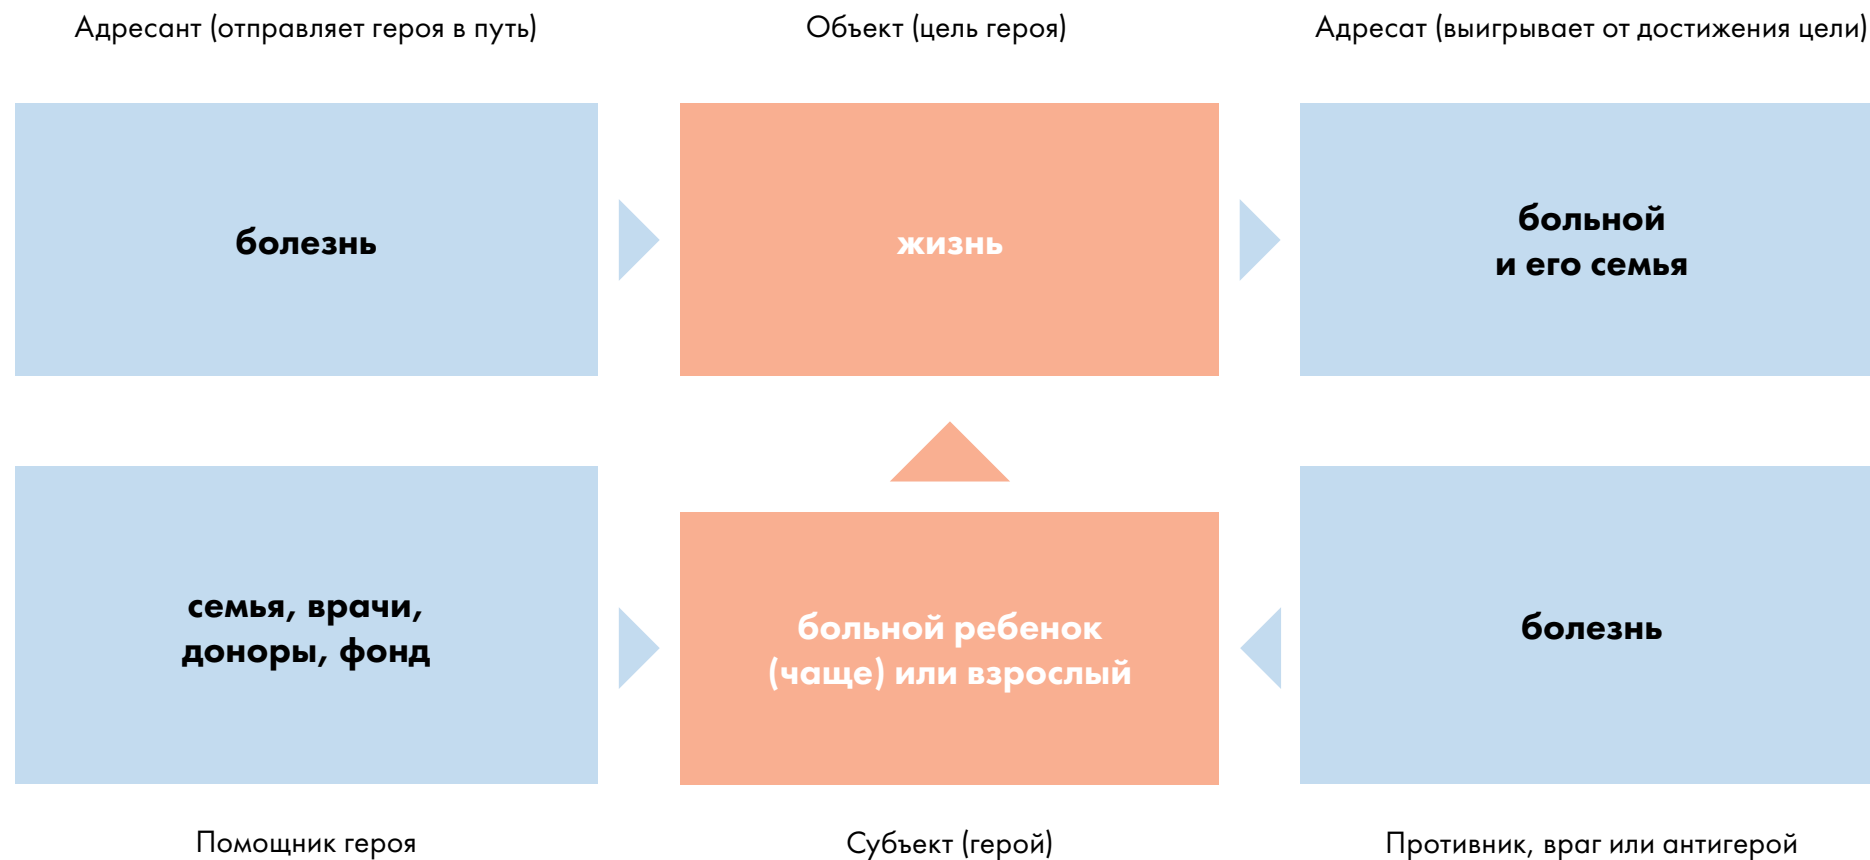 Адресант (отправляет героя в путь)
Объект (цель героя)
Адресат (выигрывает от достижения цели)
болезнь
жизнь
больной
и его семья
семья, врачи,
доноры, фонд
больной ребенок
(чаще) или взрослый
болезнь
Помощник героя
Субъект (герой)
Противник, враг или антигерой